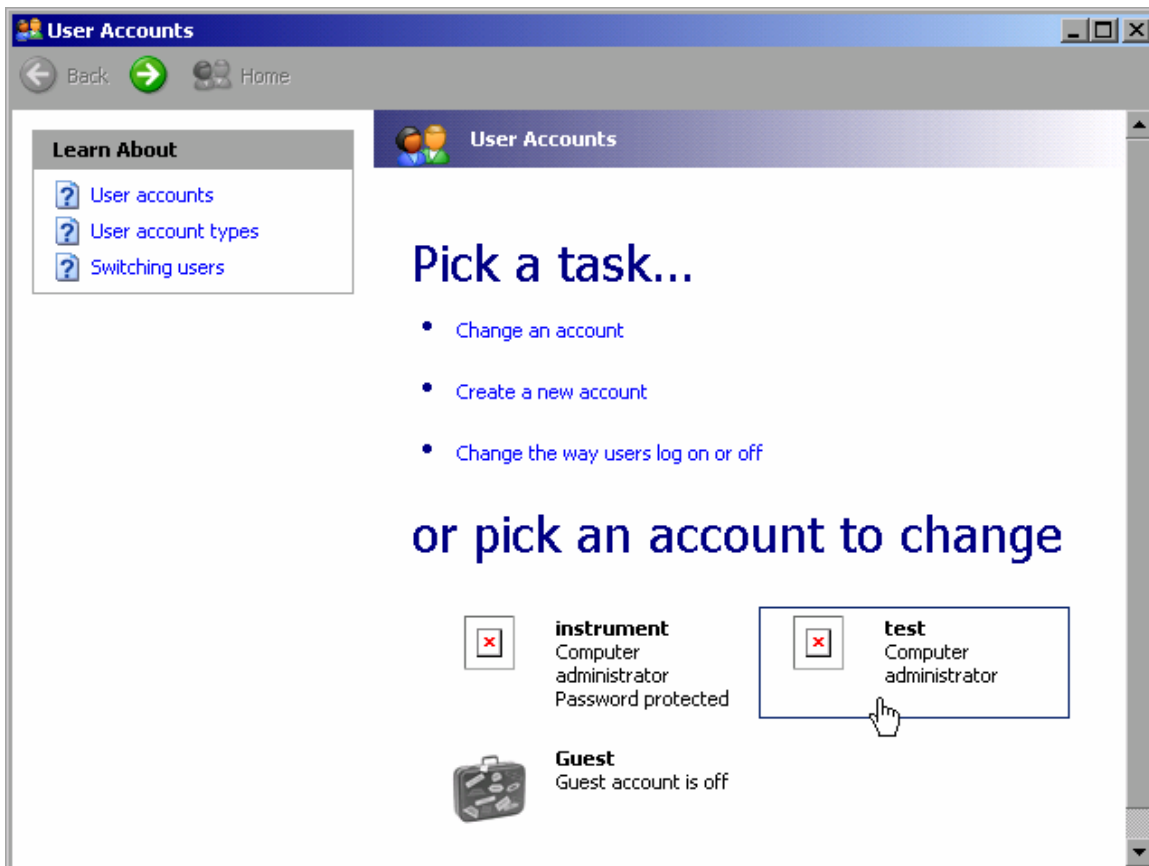 User Accounts
Back
Home
Learn About
User accounts
User account types
Switching users
User Accounts
Pick a task...
Change an account
Create a new account
Change the way users log on or off
or pick an account to change
instrument
Computer
administrator
Password protected
test
Computer
administrator
Guest
Guest account is off